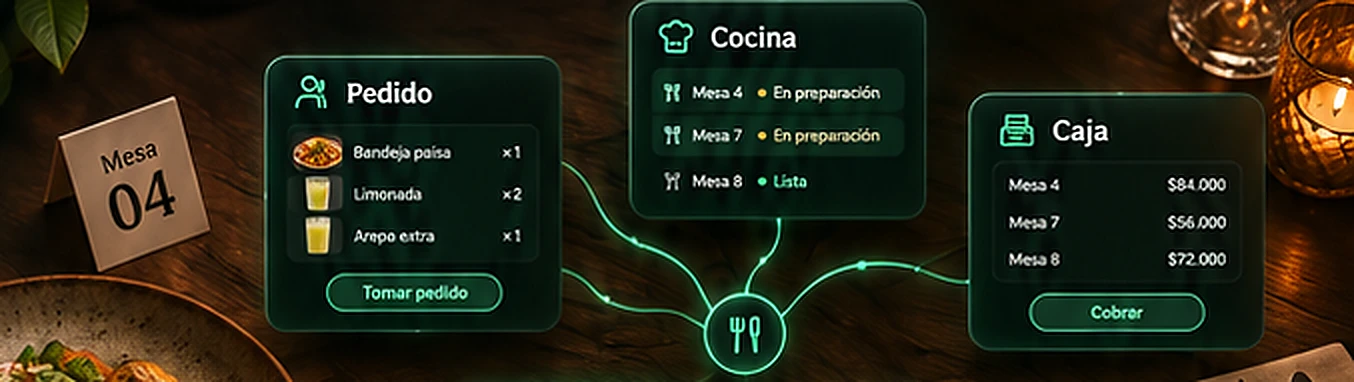 Mesa
04
Pedido
Bandeja paisa ×1
Limonada ×2
Arepa extra ×1
Tomar pedido
Cocina
Mesa 4 • En preparación
Mesa 7 • En preparación
Mesa 8 • Lista
Caja
Mesa 4 $84.000
Mesa 7 $56.000
Mesa 8 $72.000
Cobrar